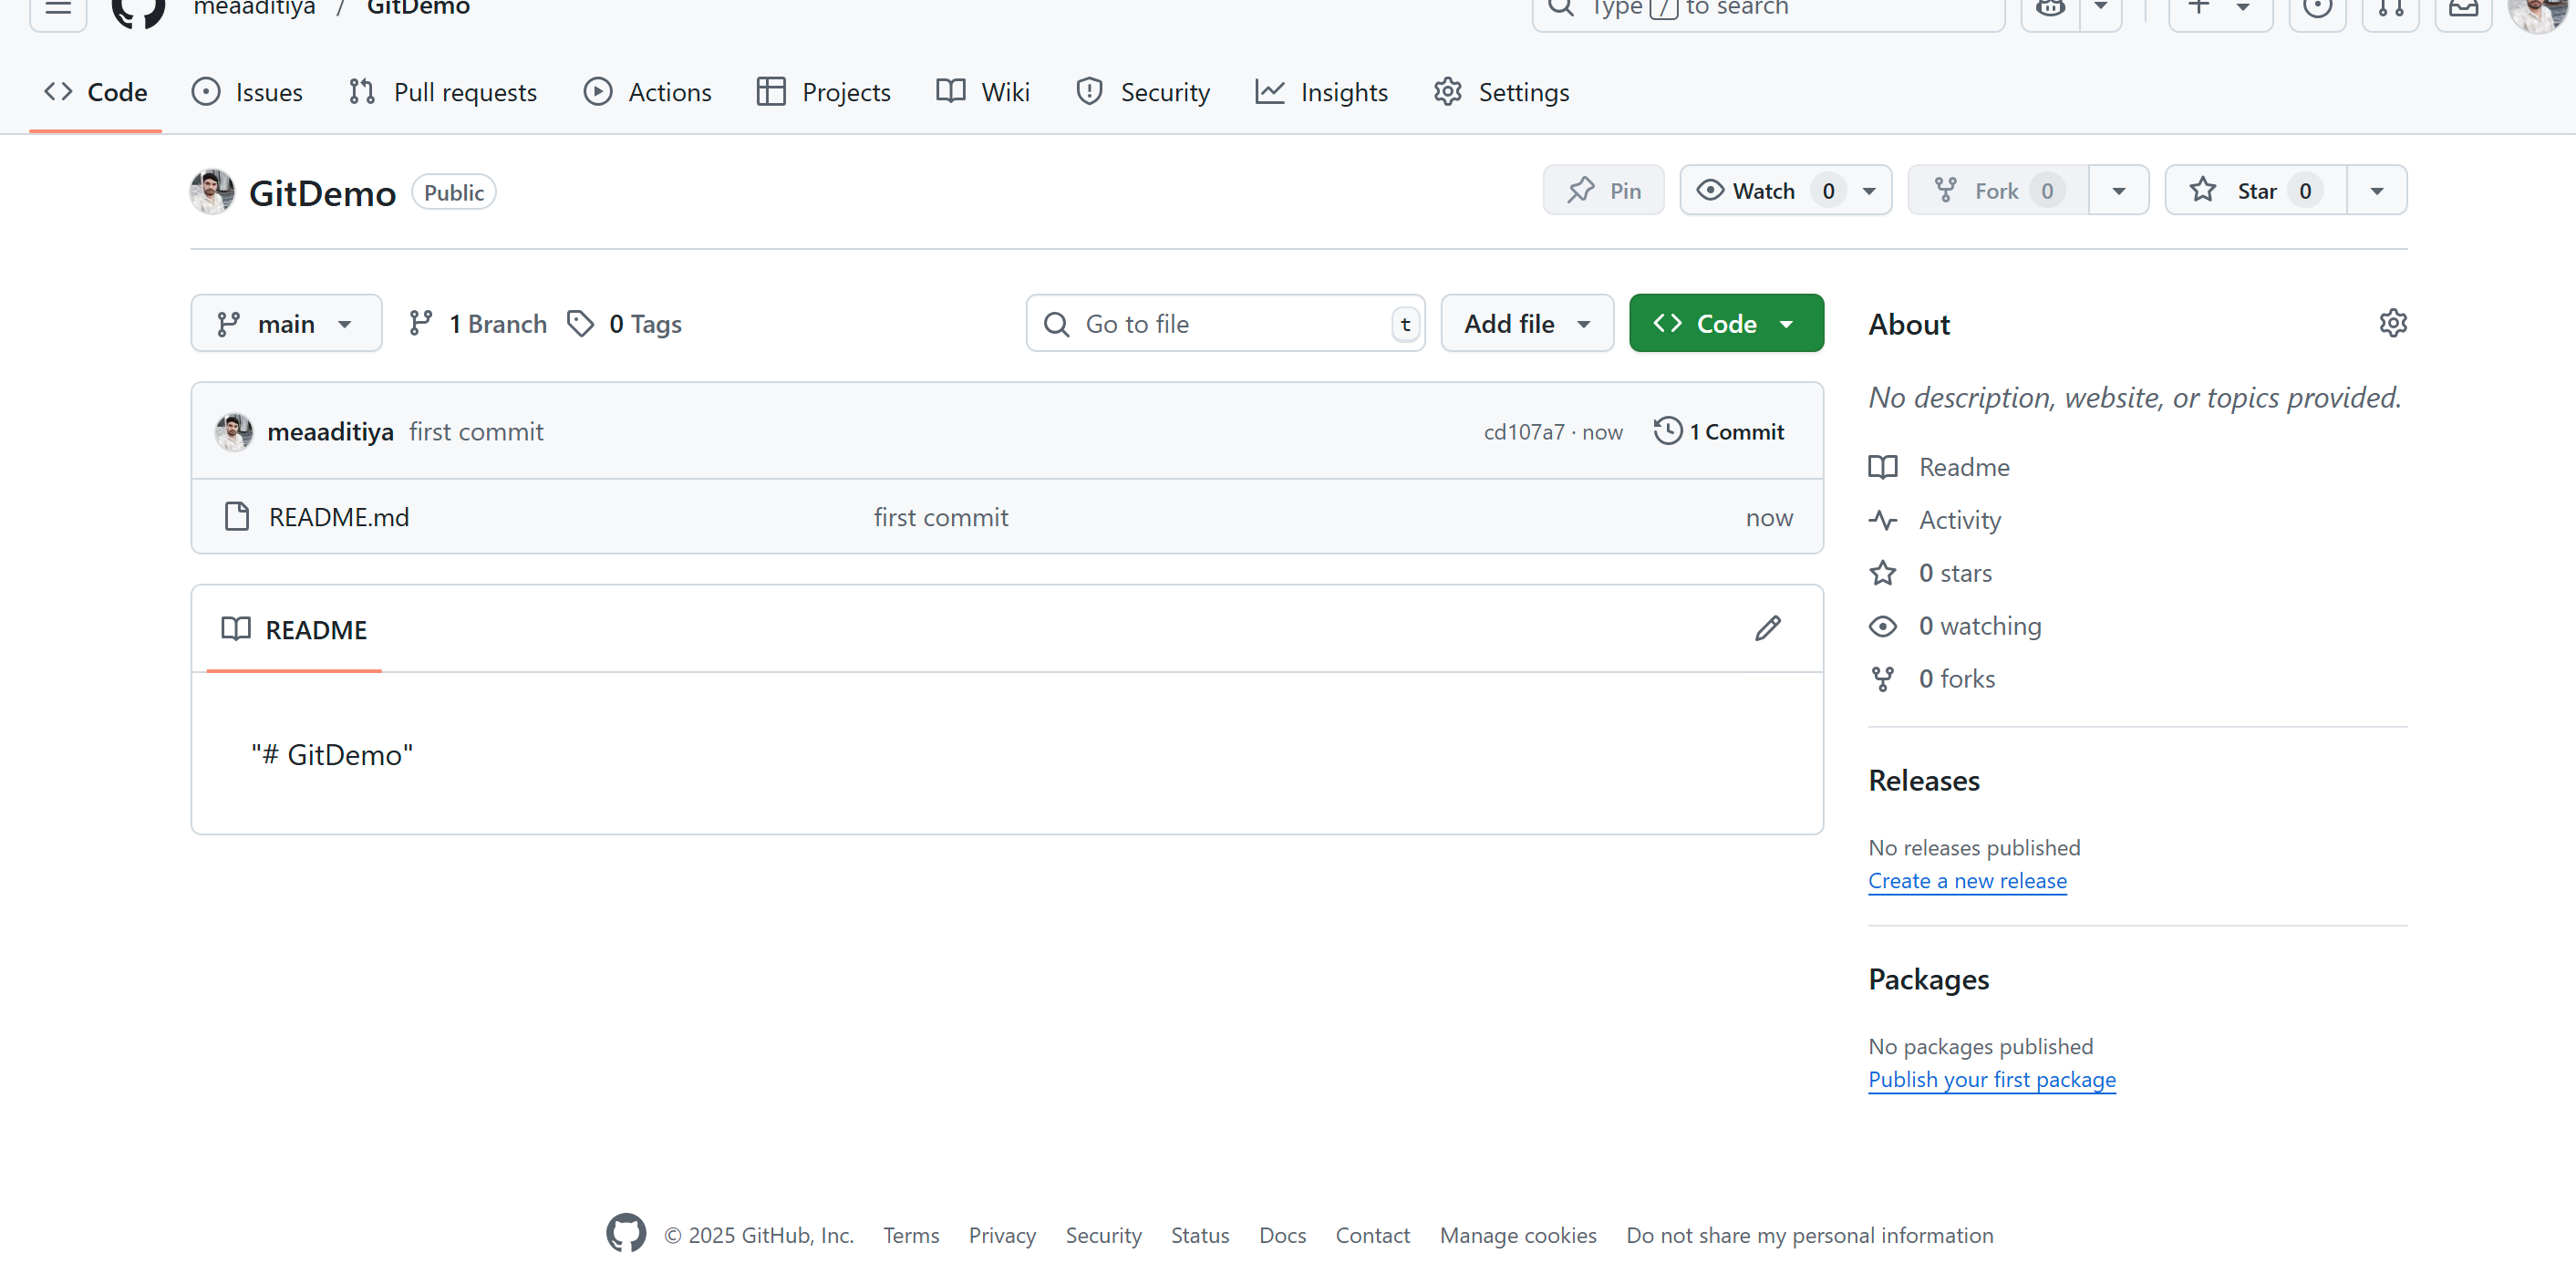 meaaditiya / GitDemo
Type / to search
Code Issues Pull requests Actions Projects Wiki Security Insights Settings
GitDemo Public
Pin Watch 0 Fork 0 Star 0
main 1 Branch 0 Tags
Go to file t Add file Code
meaaditiya first commit cd107a7 · now 1 Commit
README.md first commit now
README
"# GitDemo"
About
No description, website, or topics provided.
Readme
Activity
0 stars
0 watching
0 forks
Releases
No releases published
Create a new release
Packages
No packages published
Publish your first package
© 2025 GitHub, Inc. Terms Privacy Security Status Docs Contact Manage cookies Do not share my personal information